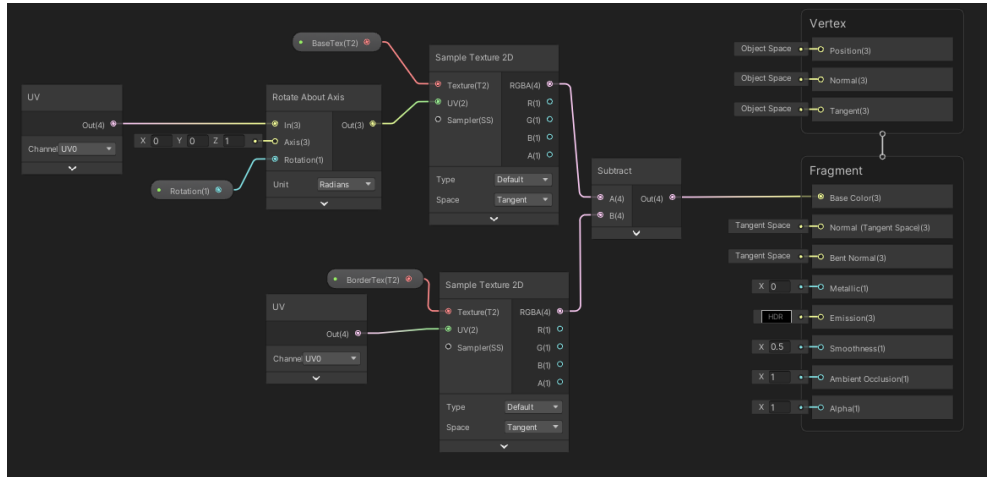 UV
Out(4)
Channel UV0
BaseTex(T2)
Rotate About Axis
In(3) Out(3)
X 0 Y 0 Z 1 Axis(3)
Rotation(1)
Rotation(1)
Unit Radians
Sample Texture 2D
Texture(T2) RGBA(4)
UV(2) R(1)
Sampler(SS) G(1)
B(1)
A(1)
Type Default
Space Tangent
BorderTex(T2)
UV
Out(4)
Channel UV0
Sample Texture 2D
Texture(T2) RGBA(4)
UV(2) R(1)
Sampler(SS) G(1)
B(1)
A(1)
Type Default
Space Tangent
Subtract
A(4) Out(4)
B(4)
Vertex
Object Space Position(3)
Object Space Normal(3)
Object Space Tangent(3)
Fragment
Base Color(3)
Tangent Space Normal (Tangent Space)(3)
Tangent Space Bent Normal(3)
X 0 Metallic(1)
HDR Emission(3)
X 0.5 Smoothness(1)
X 1 Ambient Occlusion(1)
X 1 Alpha(1)